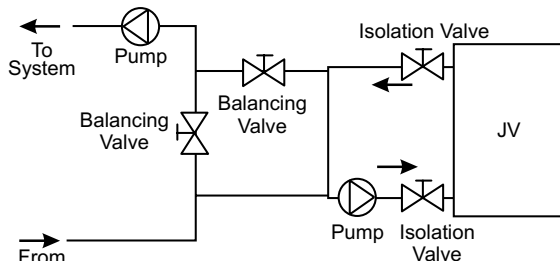 To
System
Pump
Isolation Valve
Balancing
Valve
Balancing
Valve
JV
Pump
Isolation
Valve
From